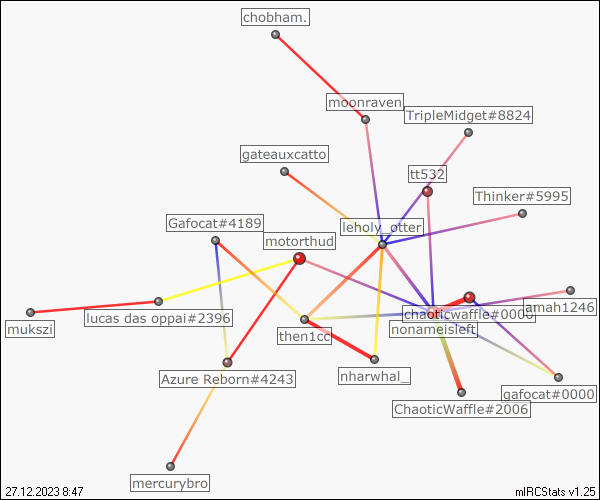 chobham.
moonraven
TripleMidget#8824
gateauxcatto
tt532
Thinker#5995
Gafocat#4189
leholy_otter
motorthud
amah1246
chaoticwaffle#0000
lucas das oppai#2396
mukszi
nonameisleft
then1cc
nharwhal_
Azure Reborn#4243
gafocat#0000
ChaoticWaffle#2006
mercurybro
27.12.2023 8:47
mIRCStats v1.25